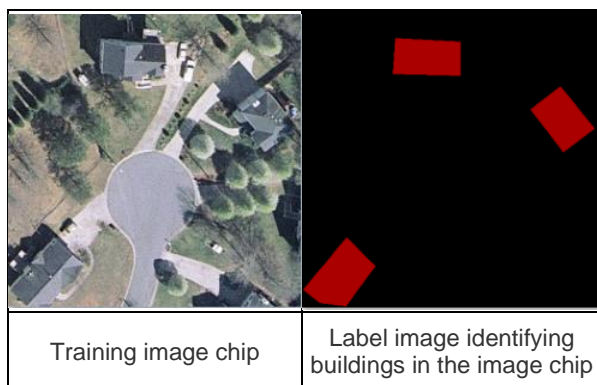 Training image chip
Label image identifying
buildings in the image chip